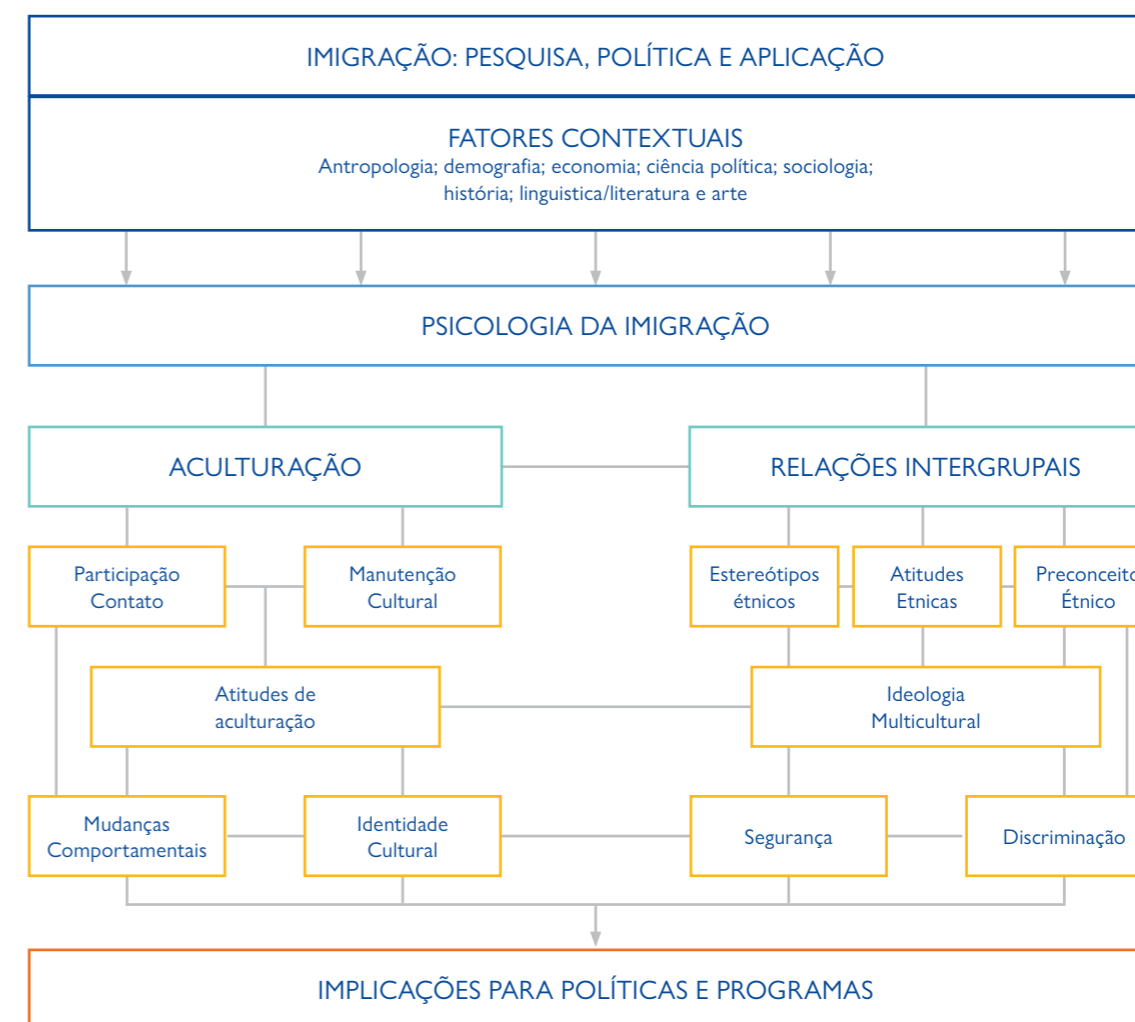 IMIGRAÇÃO: PESQUISA, POLÍTICA E APLICAÇÃO
FATORES CONTEXTUAIS
Antropologia; demografia; economia; ciência política; sociologia;
história; linguistica/literatura e arte
PSICOLOGIA DA IMIGRAÇÃO
ACULTURAÇÃO
RELAÇÕES INTERGRUPAIS
Participação
Contato
Manutenção
Cultural
Estereótipos
étnicos
Atitudes
Etnicas
Preconceito
Étnico
Atitudes de
aculturação
Ideologia
Multicultural
Mudanças
Comportamentais
Identidade
Cultural
Segurança
Discriminação
IMPLICAÇÕES PARA POLÍTICAS E PROGRAMAS